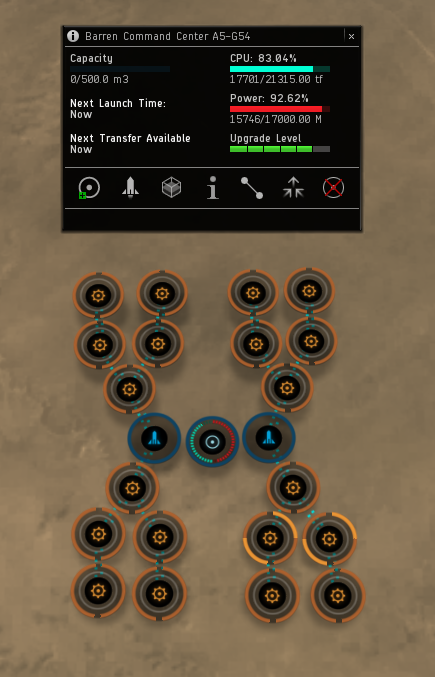 Barren Command Center A5-G54
Capacity
0/500.0 m3
Next Launch Time:
Now
Next Transfer Available
Now
CPU: 83.04%
17701/21315.00 tf
Power: 92.62%
15746/17000.00 M
Upgrade Level